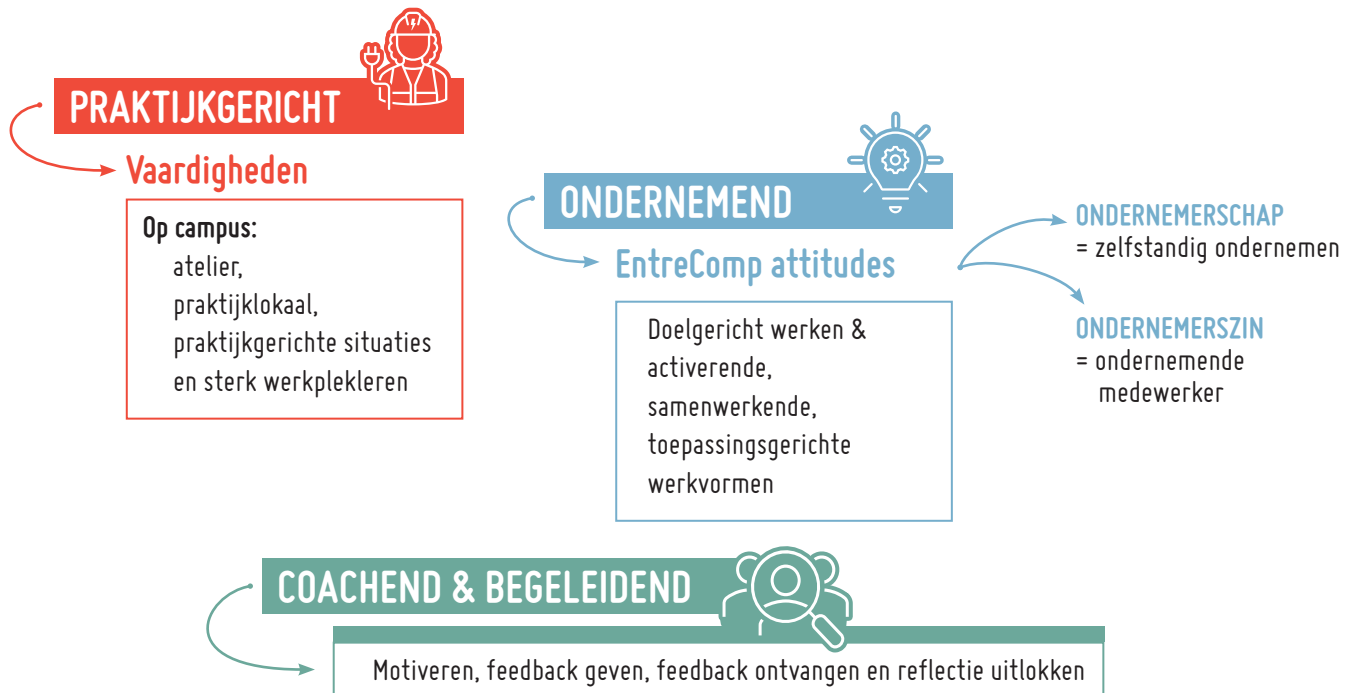 PRAKTIJKGERICHT
Vaardigheden
Op campus:
atelier,
praktijklokaal,
praktijkgerichte situaties
en sterk werkplekleren
ONDERNEMEND
EntreComp attitudes
Doelgericht werken &
activerende,
samenwerkende,
toepassingsgerichte
werkvormen
ONDERNEMERSCHAP
= zelfstandig ondernemen
ONDERNEMERSZIN
= ondernemende
medewerker
COACHEND & BEGELEIDEND
Motiveren, feedback geven, feedback ontvangen en reflectie uitlokken